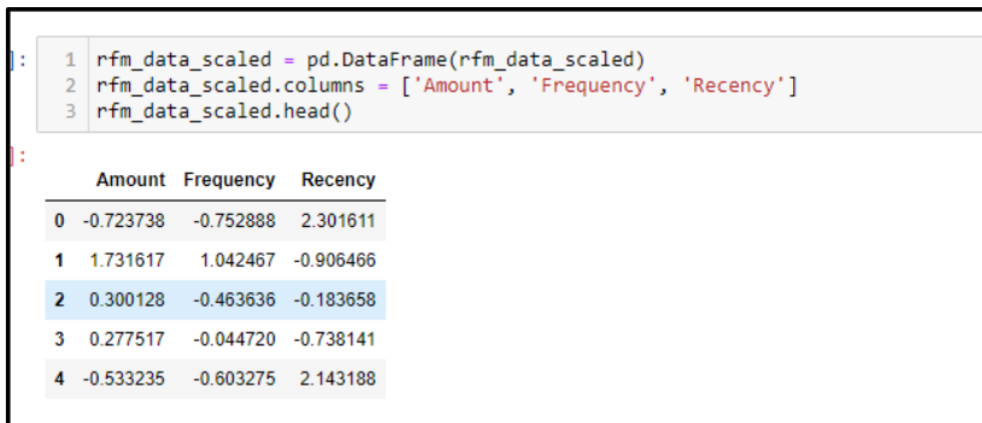 ]:
1 rfm_data_scaled = pd.DataFrame(rfm_data_scaled)
2 rfm_data_scaled.columns = ['Amount', 'Frequency', 'Recency']
3 rfm_data_scaled.head()
]:
Amount Frequency Recency
0 -0.723738 -0.752888 2.301611
1 1.731617 1.042467 -0.906466
2 0.300128 -0.463636 -0.183658
3 0.277517 -0.044720 -0.738141
4 -0.533235 -0.603275 2.143188